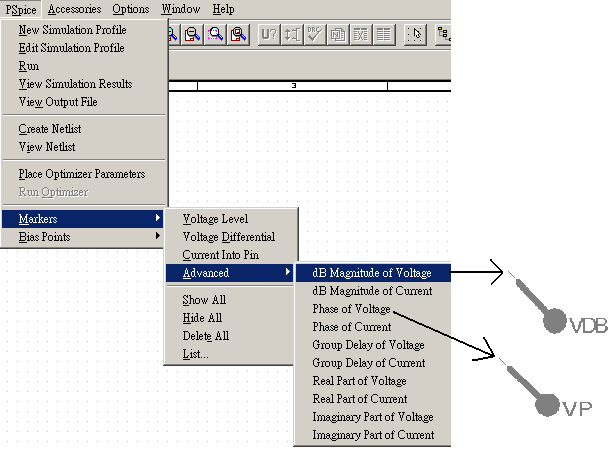 PSpice Accessories Options Window Help
New Simulation Profile
Edit Simulation Profile
Run
View Simulation Results
View Output File
Create Netlist
View Netlist
Place Optimizer Parameters
Run Optimizer
Markers
Bias Points
U?
DRC
3
Voltage Level
Voltage Differential
Current Into Pin
Advanced
Show All
Hide All
Delete All
List...
dB Magnitude of Voltage
dB Magnitude of Current
Phase of Voltage
Phase of Current
Group Delay of Voltage
Group Delay of Current
Real Part of Voltage
Real Part of Current
Imaginary Part of Voltage
Imaginary Part of Current
VDB
VP